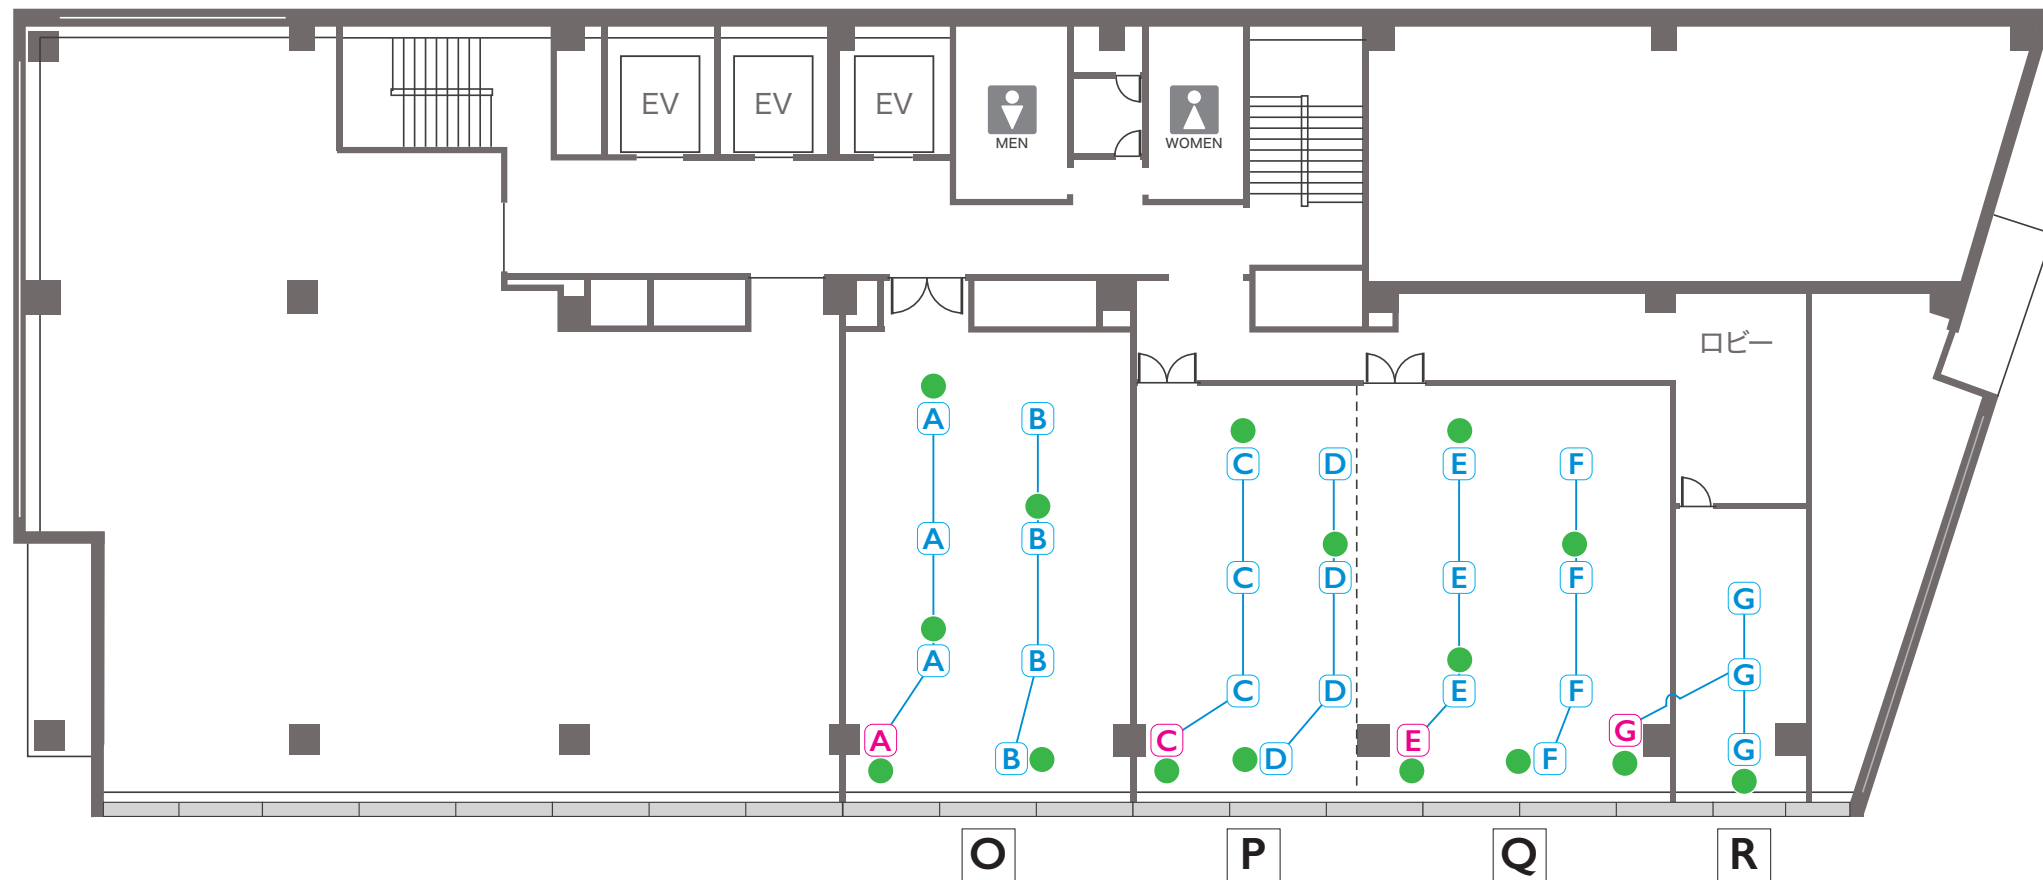 EV EV EV
MEN WOMEN
ロビー
A B
C D E F
A B
C D E F
G
A B
C D E F
G
G
A C E G
B D F G
O P Q R